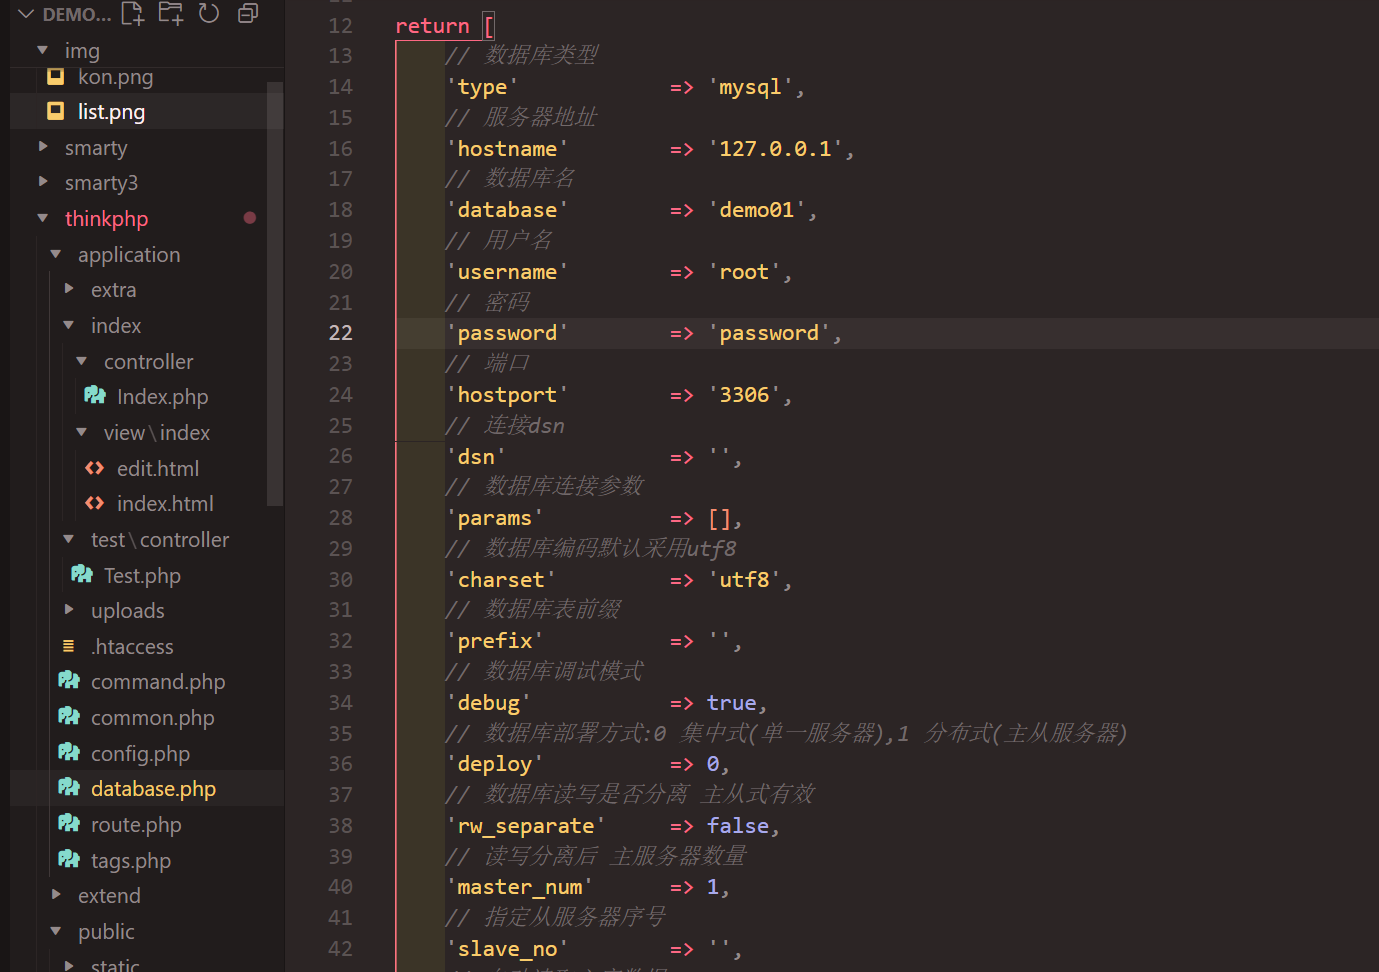 DEMO...
img
kon.png
list.png
smarty
smarty3
thinkphp
application
extra
index
controller
Index.php
view\index
edit.html
index.html
test\controller
Test.php
uploads
.htaccess
command.php
common.php
config.php
database.php
route.php
tags.php
extend
public
static
12 return [
13 // 数据库类型
14 'type' => 'mysql',
15 // 服务器地址
16 'hostname' => '127.0.0.1',
17 // 数据库名
18 'database' => 'demo01',
19 // 用户名
20 'username' => 'root',
21 // 密码
22 'password' => 'password',
23 // 端口
24 'hostport' => '3306',
25 // 连接dsn
26 'dsn' => '',
27 // 数据库连接参数
28 'params' => [],
29 // 数据库编码默认采用utf8
30 'charset' => 'utf8',
31 // 数据库表前缀
32 'prefix' => '',
33 // 数据库调试模式
34 'debug' => true,
35 // 数据库部署方式:0 集中式(单一服务器),1 分布式(主从服务器)
36 'deploy' => 0,
37 // 数据库读写是否分离 主从式有效
38 'rw_separate' => false,
39 // 读写分离后 主服务器数量
40 'master_num' => 1,
41 // 指定从服务器序号
42 'slave_no' => '',